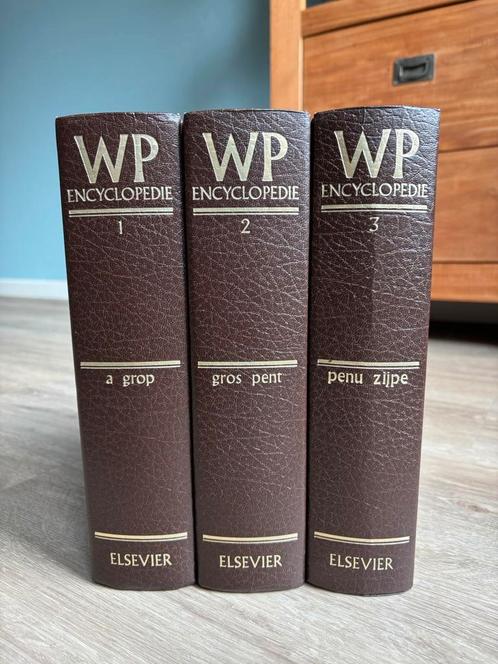 WP
ENCYCLOPEDIE
1
a grop
ELSEVIER
WP
ENCYCLOPEDIE
2
gros pent
ELSEVIER
WP
ENCYCLOPEDIE
3
penu zijpe
ELSEVIER